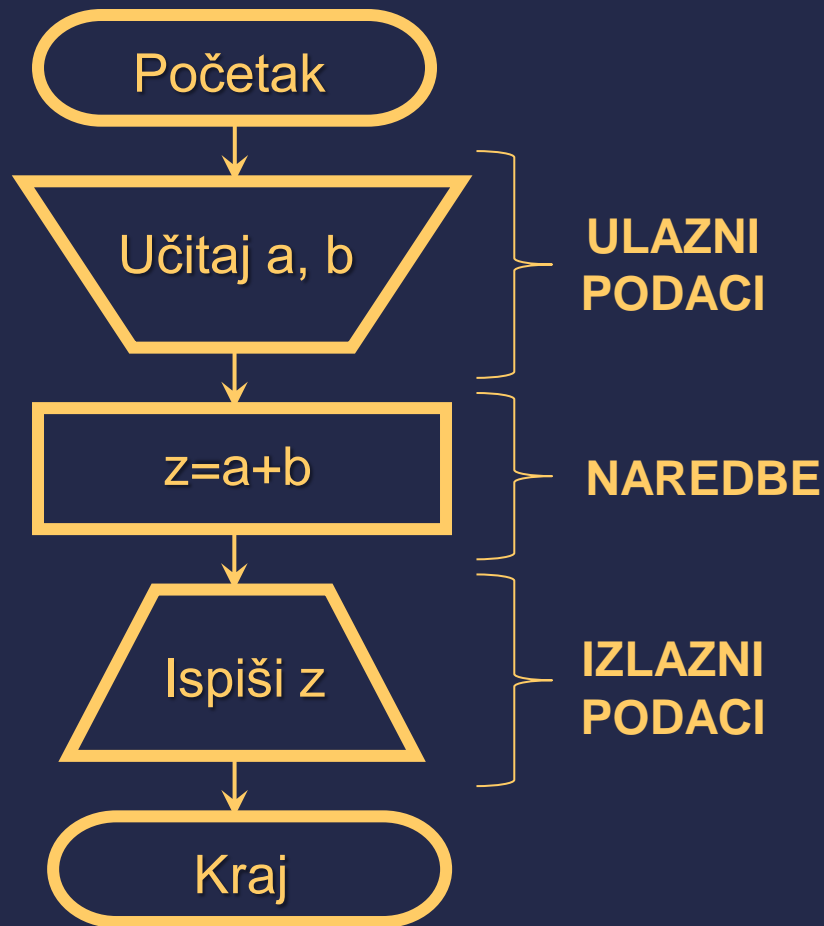 Početak
Učitaj a, b
ULAZNI
PODACI
z=a+b
NAREDBE
Ispiši z
IZLAZNI
PODACI
Kraj